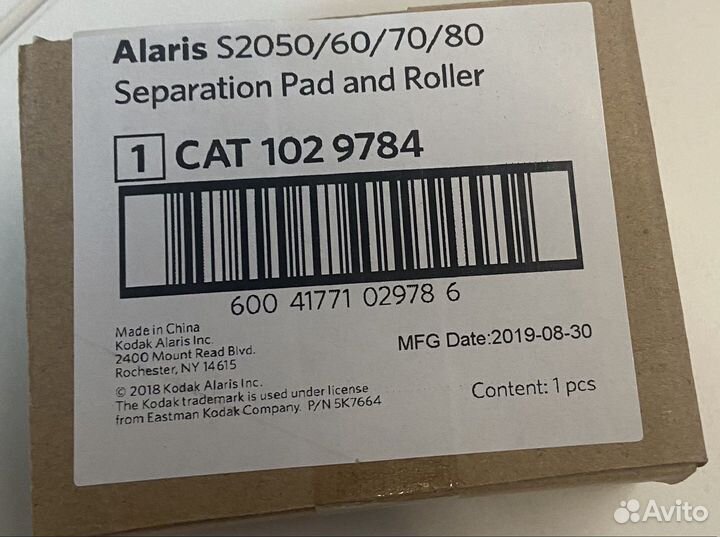 Alaris S2050/60/70/80
Separation Pad and Roller
1 CAT 102 9784
600 41771 02978 6
Made in China
Kodak Alaris Inc.
2400 Mount Read Blvd.
Rochester, NY 14615
MFG Date:2019-08-30
© 2018 Kodak Alaris Inc.
The Kodak trademark is used under license
from Eastman Kodak Company. P/N 5K7664
Content: 1 pcs
Avito